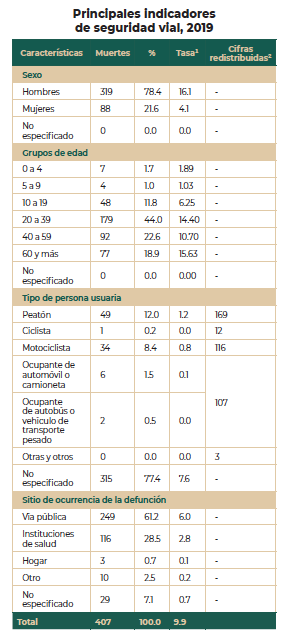 Principales indicadores
de seguridad vial, 2019
Características Muertes % Tasa¹ Cifras
redistribuidas²
Sexo
Hombres 319 78.4 16.1 -
Mujeres 88 21.6 4.1 -
No
especificado 0 0.0 0.0 -
Grupos de edad
0 a 4 7 1.7 1.89 -
5 a 9 4 1.0 1.03 -
10 a 19 48 11.8 6.25 -
20 a 39 179 44.0 14.40 -
40 a 59 92 22.6 10.70 -
60 y más 77 18.9 15.63 -
No
especificado 0 0.0 0.00 -
Tipo de persona usuaria
Peatón 49 12.0 1.2 169
Ciclista 1 0.2 0.0 12
Motociclista 34 8.4 0.8 116
Ocupante de
automóvil o
camioneta 6 1.5 0.1
107
Ocupante
de autobús o
vehículo de
transporte
pesado 2 0.5 0.0
Otras y otros 0 0.0 0.0 3
No
especificado 315 77.4 7.6 -
Sitio de ocurrencia de la defunción
Vía pública 249 61.2 6.0 -
Instituciones
de salud 116 28.5 2.8 -
Hogar 3 0.7 0.1 -
Otro 10 2.5 0.2 -
No
especificado 29 7.1 0.7 -
Total 407 100.0 9.9